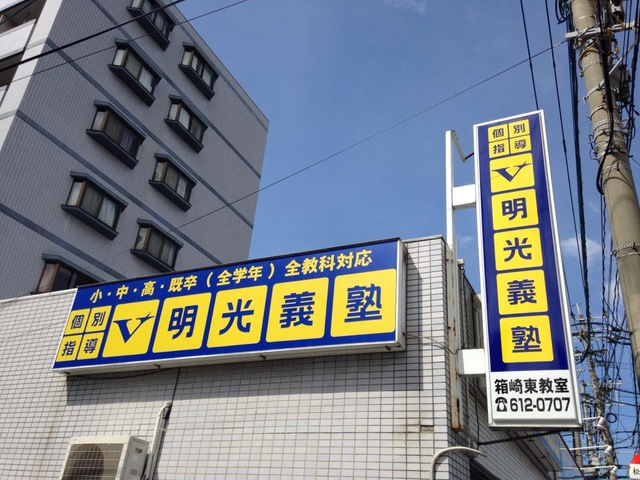 小・中・高・既卒（全学年）全教科対応
個別
指導
明光義塾
個別
指導
明光義塾
箱崎東教室
☎612-0707
松